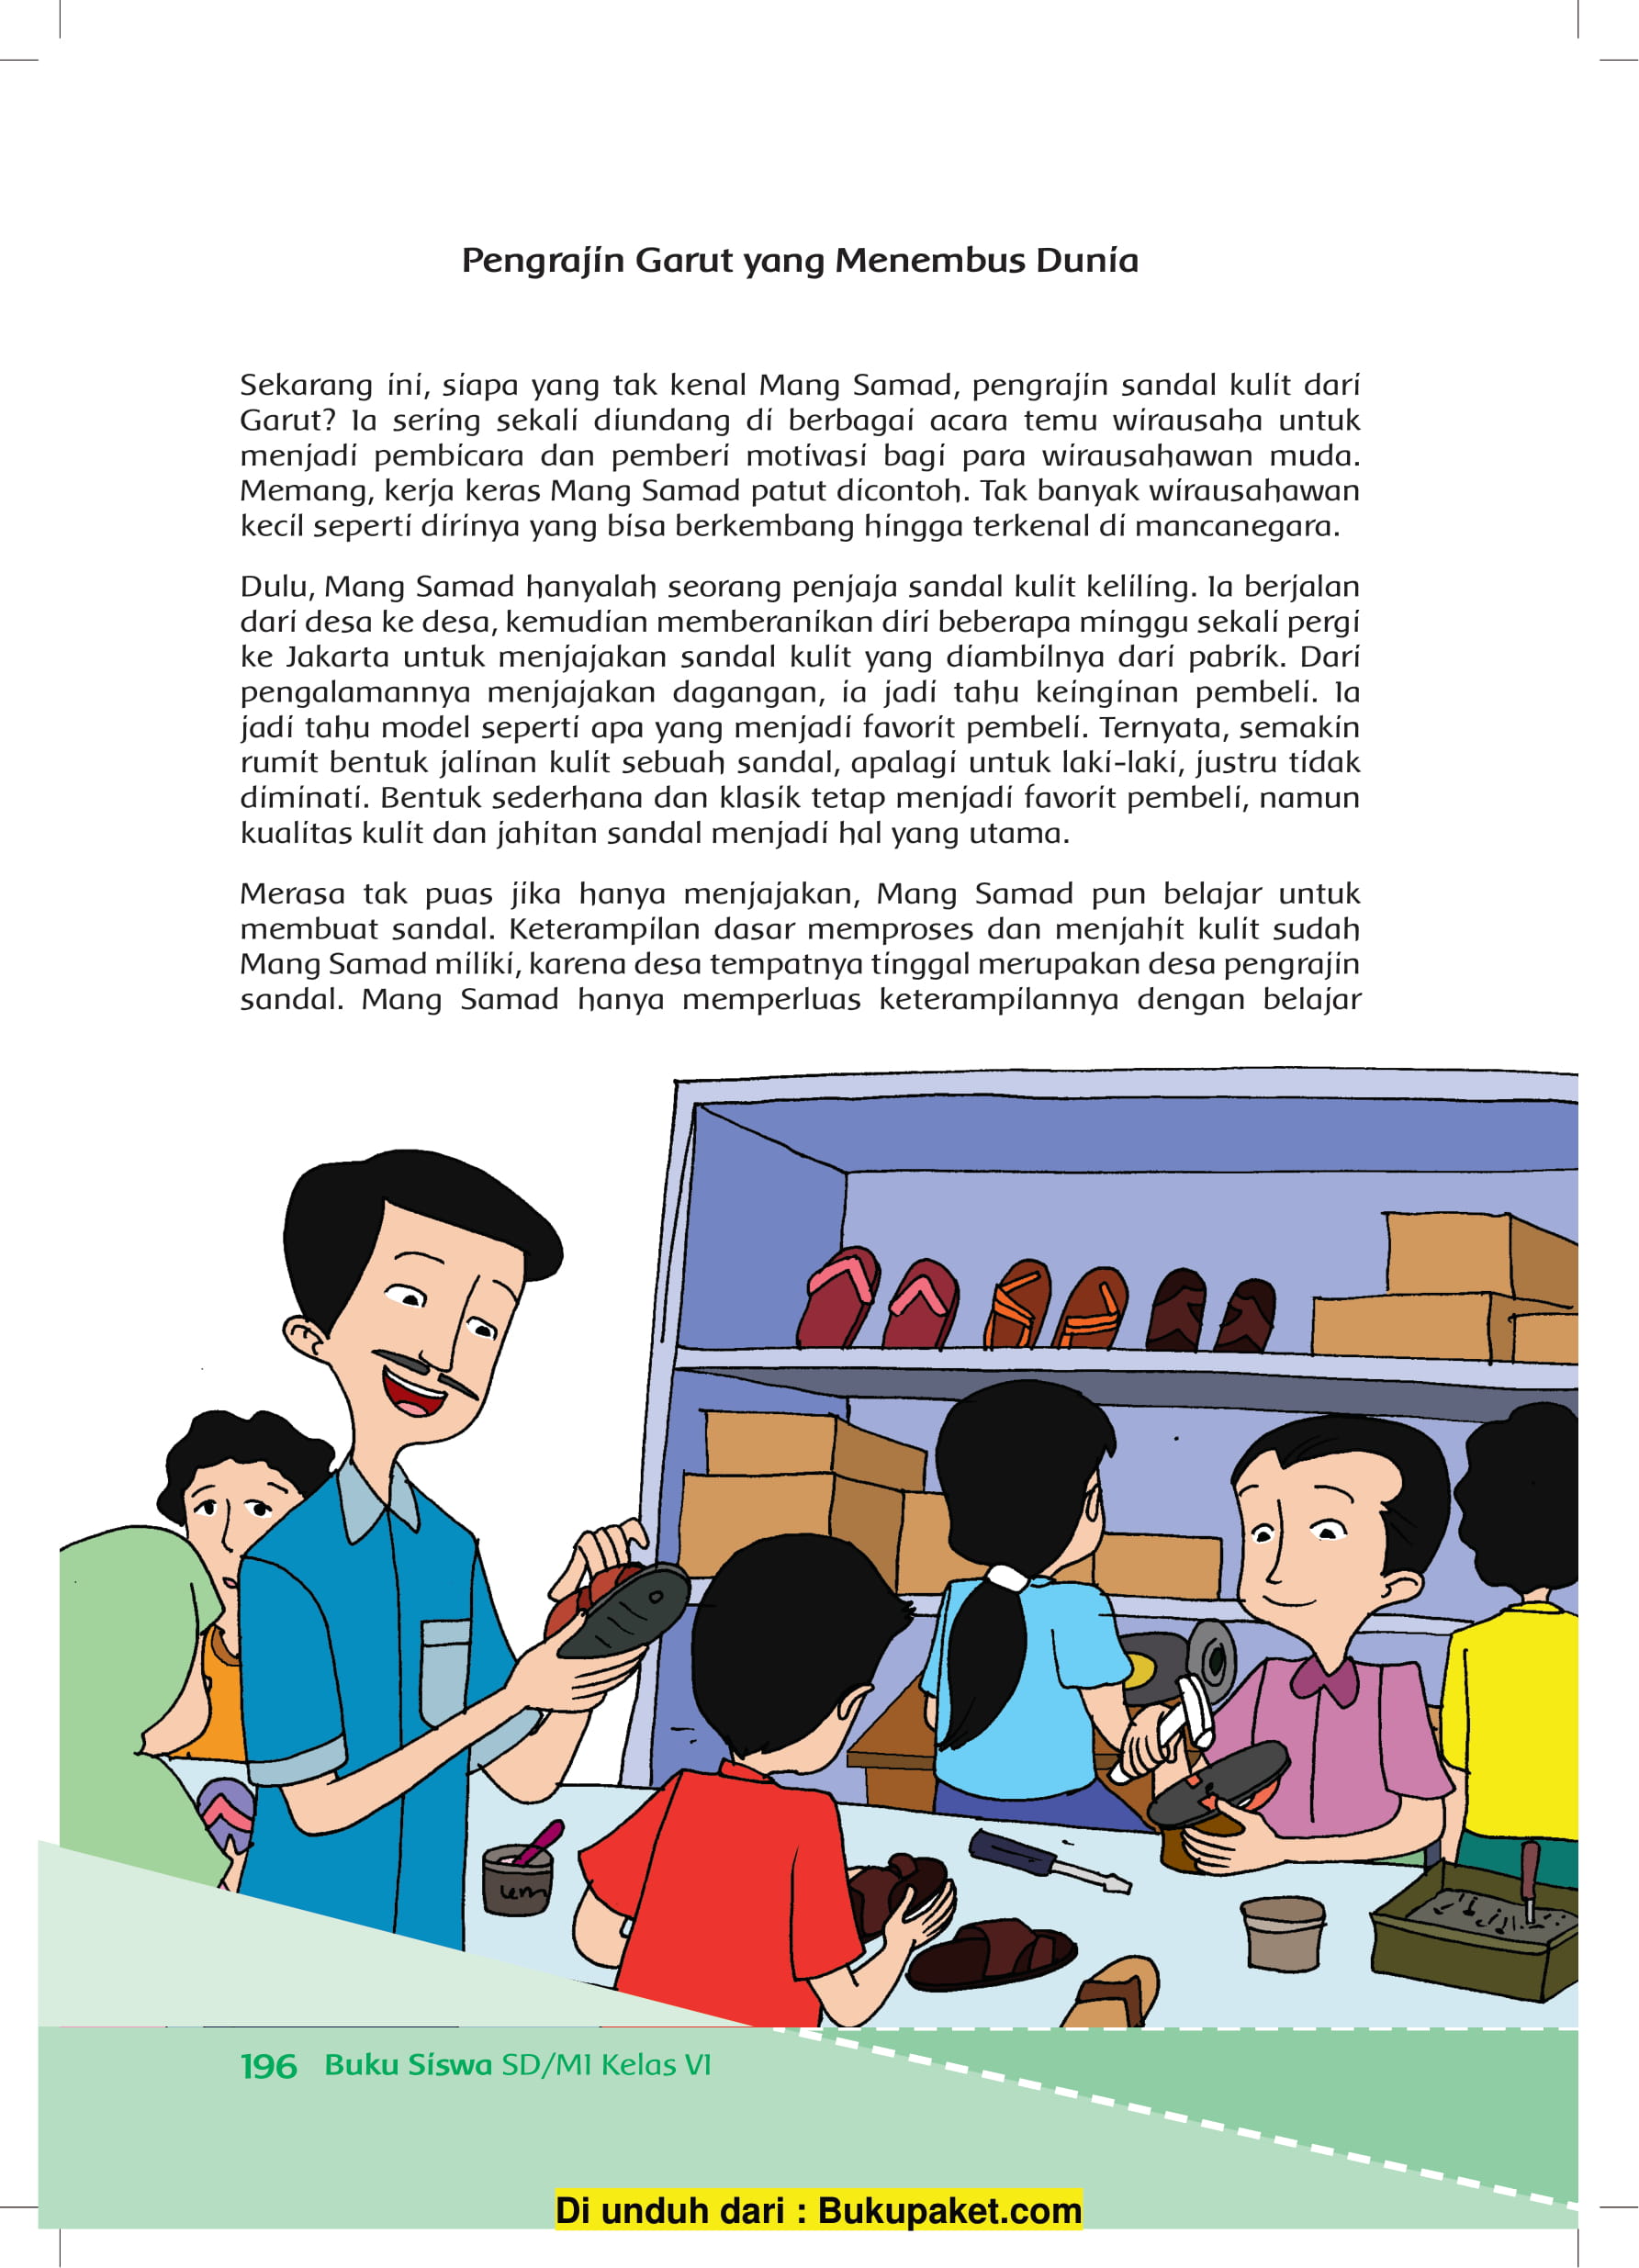 Pengrajin Garut yang Menembus Dunia
Sekarang ini, siapa yang tak kenal Mang Samad, pengrajin sandal kulit dari
Garut? Ia sering sekali diundang di berbagai acara temu wirausaha untuk
menjadi pembicara dan pemberi motivasi bagi para wirausahawan muda.
Memang, kerja keras Mang Samad patut dicontoh. Tak banyak wirausahawan
kecil seperti dirinya yang bisa berkembang hingga terkenal di mancanegara.
Dulu, Mang Samad hanyalah seorang penjaja sandal kulit keliling. Ia berjalan
dari desa ke desa, kemudian memberanikan diri beberapa minggu sekali pergi
ke Jakarta untuk menjajakan sandal kulit yang diambilnya dari pabrik. Dari
pengalamannya menjajakan dagangan, ia jadi tahu keinginan pembeli. Ia
jadi tahu model seperti apa yang menjadi favorit pembeli. Ternyata, semakin
rumit bentuk jalinan kulit sebuah sandal, apalagi untuk laki-laki, justru tidak
diminati. Bentuk sederhana dan klasik tetap menjadi favorit pembeli, namun
kualitas kulit dan jahitan sandal menjadi hal yang utama.
Merasa tak puas jika hanya menjajakan, Mang Samad pun belajar untuk
membuat sandal. Keterampilan dasar memproses dan menjahit kulit sudah
Mang Samad miliki, karena desa tempatnya tinggal merupakan desa pengrajin
sandal. Mang Samad hanya memperluas keterampilannya dengan belajar
lem
196 Buku Siswa SD/MI Kelas VI
Di unduh dari : Bukupaket.com